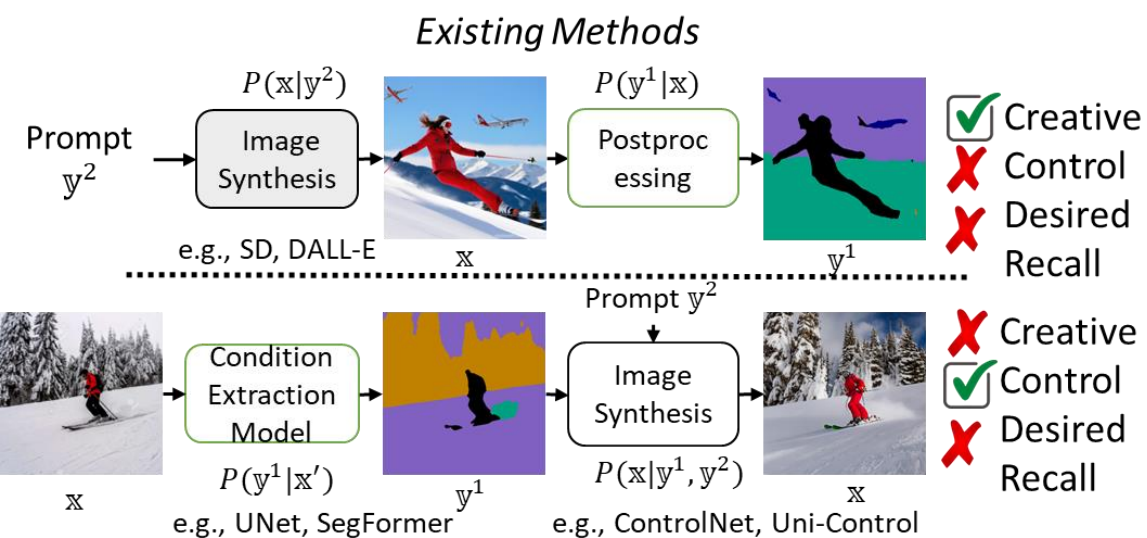 Existing Methods
P(𝕩|𝕪²)
P(𝕪¹|𝕩)
Prompt
𝕪²
Image
Synthesis
Postproc
essing
Creative
Control
Desired
Recall
e.g., SD, DALL-E
𝕩
𝕪¹
Prompt 𝕪²
Condition
Extraction
Model
Image
Synthesis
Creative
Control
Desired
Recall
𝕩
P(𝕪¹|𝕩′)
𝕪¹
P(𝕩|𝕪¹, 𝕪²)
𝕩
e.g., UNet, SegFormer
e.g., ControlNet, Uni-Control